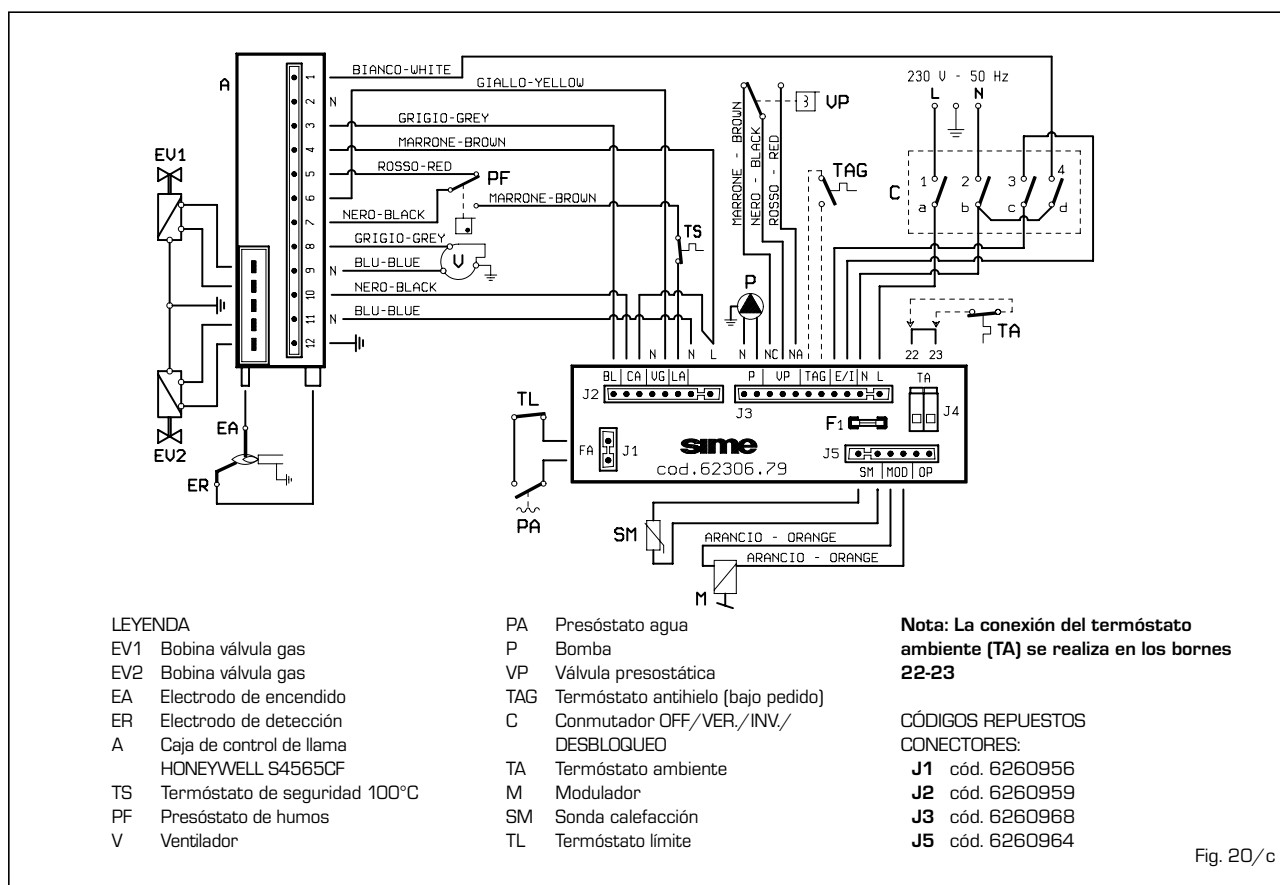 A
1
2
3
4
5
6
7
8
9
10
11
12
BIANCO-WHITE
N
GIALLO-YELLOW
GRIGIO-GREY
MARRONE-BROWN
ROSSO-RED
PF
MARRONE-BROWN
NERO-BLACK
GRIGIO-GREY
V
BLU-BLUE
N
NERO-BLACK
BLU-BLUE
N
TS
EV1
EV2
EA
ER
MARRONE - BROWN
NERO - BLACK
ROSSO - RED
VP
TAG
P
230 V - 50 Hz
L N
C
1 2 3 4
a b c d
TA
22 23
N N L
N NC NA
BL CA VG LA
J2
P VP TAG E/I N L
J3
TA
J4
F1
TL
PA
FA
J1
sime
cod.62306.79
J5
SM MOD OP
SM
ARANCIO - ORANGE
ARANCIO - ORANGE
M
LEYENDA
EV1 Bobina válvula gas
EV2 Bobina válvula gas
EA Electrodo de encendido
ER Electrodo de detección
A Caja de control de llama
HONEYWELL S4565CF
TS Termóstato de seguridad 100°C
PF Presóstato de humos
V Ventilador
PA Presóstato agua
P Bomba
VP Válvula presostática
TAG Termóstato antihielo (bajo pedido)
C Conmutador OFF/VER./INV./
DESBLOQUEO
TA Termóstato ambiente
M Modulador
SM Sonda calefacción
TL Termóstato límite
Nota: La conexión del termóstato
ambiente (TA) se realiza en los bornes
22-23
CÓDIGOS REPUESTOS
CONECTORES:
J1 cód. 6260956
J2 cód. 6260959
J3 cód. 6260968
J5 cód. 6260964
Fig. 20/c